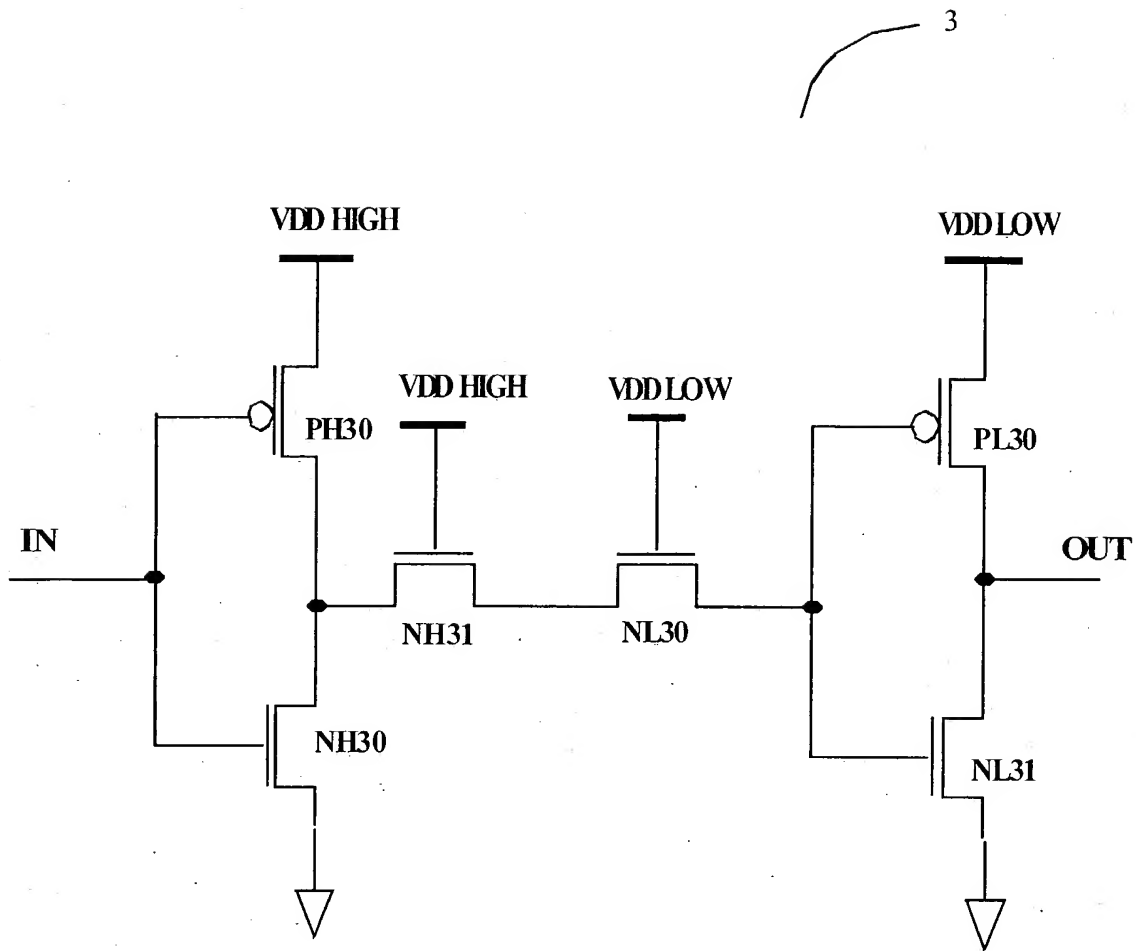 3
VDD HIGH
VDD LOW
VDD HIGH
VDD LOW
PH30
PL30
IN
OUT
NH31
NL30
NH30
NL31